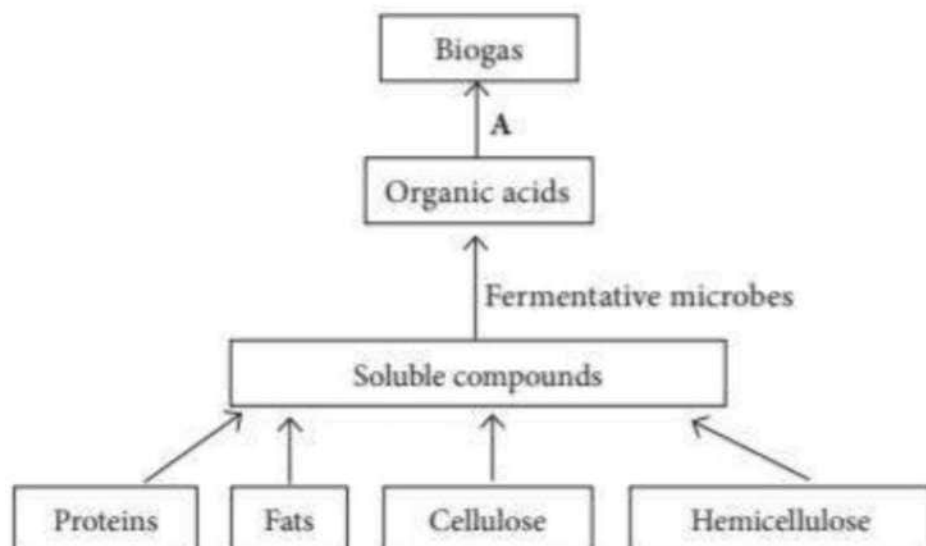 Biogas
A
Organic acids
Fermentative microbes
Soluble compounds
Proteins
Fats
Cellulose
Hemicellulose